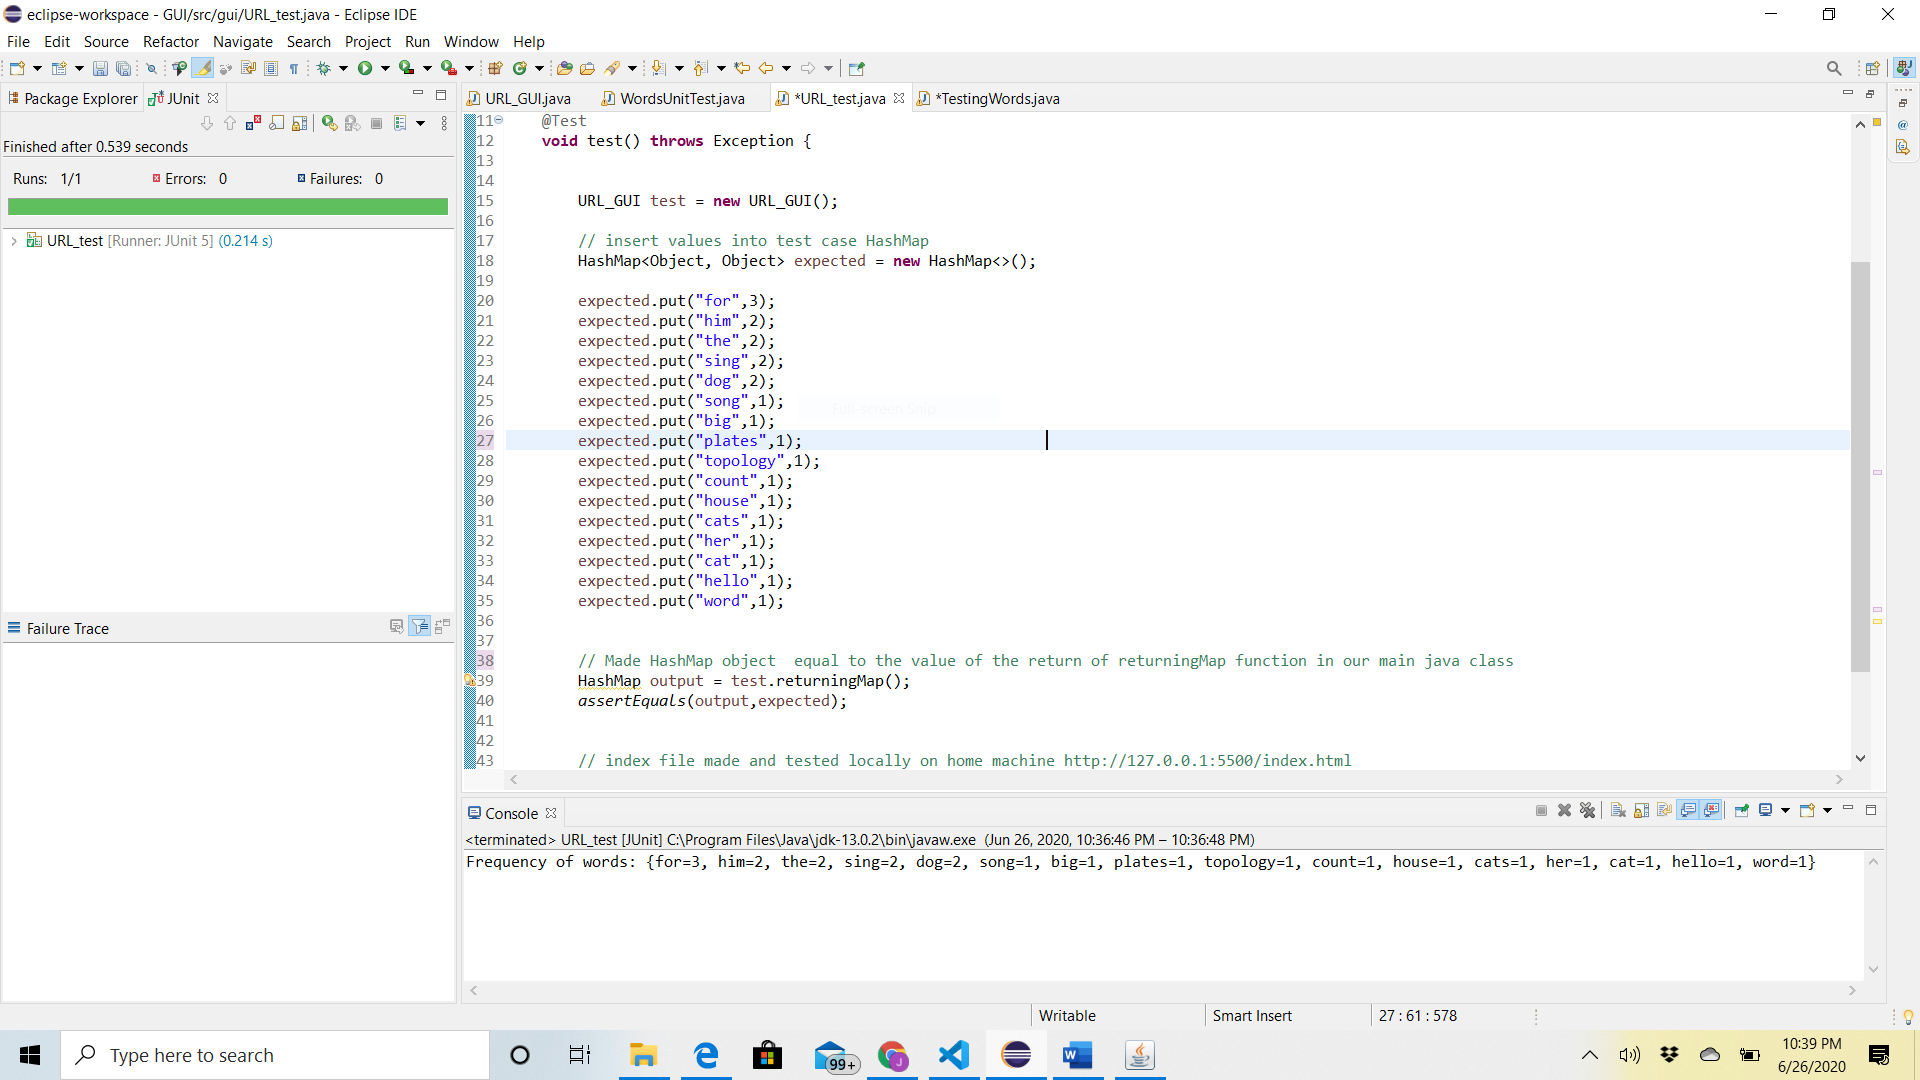 eclipse-workspace - GUI/src/gui/URL_test.java - Eclipse IDE
File Edit Source Refactor Navigate Search Project Run Window Help
Package Explorer JUnit
URL_GUI.java WordsUnitTest.java *URL_test.java *TestingWords.java
Finished after 0.539 seconds
Runs: 1/1 Errors: 0 Failures: 0
URL_test [Runner: JUnit 5] (0.214 s)
Failure Trace
11 @Test
12 void test() throws Exception {
13
14
15 URL_GUI test = new URL_GUI();
16
17 // insert values into test case HashMap
18 HashMap<Object, Object> expected = new HashMap<>();
19
20 expected.put("for",3);
21 expected.put("him",2);
22 expected.put("the",2);
23 expected.put("sing",2);
24 expected.put("dog",2);
25 expected.put("song",1);
Full-screen Snip
26 expected.put("big",1);
27 expected.put("plates",1);
28 expected.put("topology",1);
29 expected.put("count",1);
30 expected.put("house",1);
31 expected.put("cats",1);
32 expected.put("her",1);
33 expected.put("cat",1);
34 expected.put("hello",1);
35 expected.put("word",1);
36
37
38 // Made HashMap object  equal to the value of the return of returningMap function in our main java class
39 HashMap output = test.returningMap();
40 assertEquals(output,expected);
41
42
43 // index file made and tested locally on home machine http://127.0.0.1:5500/index.html
Console
<terminated> URL_test [JUnit] C:\Program Files\Java\jdk-13.0.2\bin\javaw.exe (Jun 26, 2020, 10:36:46 PM – 10:36:48 PM)
Frequency of words: {for=3, him=2, the=2, sing=2, dog=2, song=1, big=1, plates=1, topology=1, count=1, house=1, cats=1, her=1, cat=1, hello=1, word=1}
Writable Smart Insert 27 : 61 : 578
Type here to search
99+
J
10:39 PM
6/26/2020